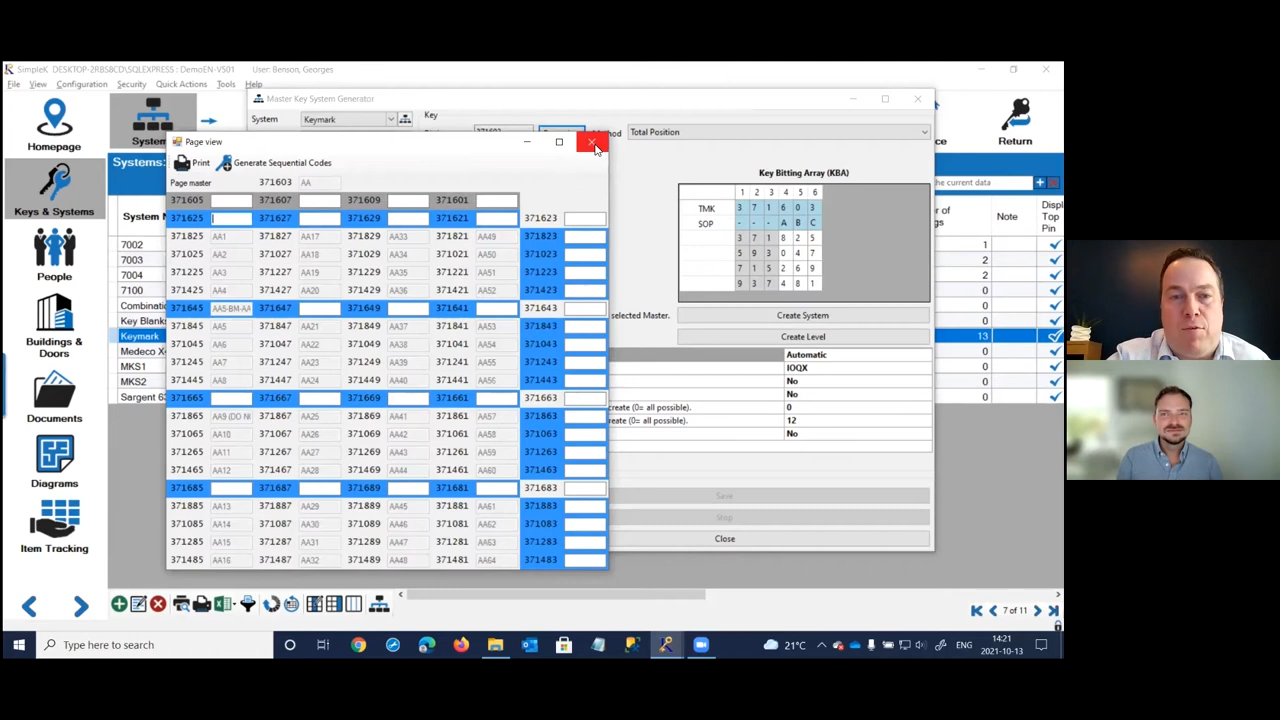 SimpleK DESKTOP-2RBS8CD\SQLEXPRESS : DemoEN-V501 User: Benson, Georges
File View Configuration Security Quick Actions Tools Help
Homepage
Keys & Systems
People
Buildings & Doors
Documents
Diagrams
Item Tracking
System
Return
Systems:
the current data
System N
Note
Displ
Top
Pin
7002 1
7003 2
7004 2
7100 0
Combinatio 0
Key Blanks 0
Keymark 13
Medeco X 0
MKS1 0
MKS2 0
Sargent 63 0
Master Key System Generator
System Keymark Key
371603
Total Position
Key Bitting Array (KBA)
1 2 3 4 5 6
TMK 3 7 1 6 0 3
SOP - - - A B C
3 7 1 8 2 5
5 9 3 0 4 7
7 1 5 2 6 9
9 3 7 4 8 1
selected Master. Create System
Create Level
Automatic
IOQX
No
No
create (0= all possible). 0
create (0= all possible). 12
No
Save
Stop
Close
Page view
Print Generate Sequential Codes
Page master 371603 AA
371605 371607 371609 371601
371625 371627 371629 371621 371623
371825 AA1 371827 AA17 371829 AA33 371821 AA49 371823
371025 AA2 371027 AA18 371029 AA34 371021 AA50 371023
371225 AA3 371227 AA19 371229 AA35 371221 AA51 371223
371425 AA4 371427 AA20 371429 AA36 371421 AA52 371423
371645 AA5-BM-AA 371647 371649 371641 371643
371845 AA5 371847 AA21 371849 AA37 371841 AA53 371843
371045 AA6 371047 AA22 371049 AA38 371041 AA54 371043
371245 AA7 371247 AA23 371249 AA39 371241 AA55 371243
371445 AA8 371447 AA24 371449 AA40 371441 AA56 371443
371665 371667 371669 371661 371663
371865 AA9 (DO N 371867 AA25 371869 AA41 371861 AA57 371863
371065 AA10 371067 AA26 371069 AA42 371061 AA58 371063
371265 AA11 371267 AA27 371269 AA43 371261 AA59 371263
371465 AA12 371467 AA28 371469 AA44 371461 AA60 371463
371685 371687 371689 371681 371683
371885 AA13 371887 AA29 371889 AA45 371881 AA61 371883
371085 AA14 371087 AA30 371089 AA46 371081 AA62 371083
371285 AA15 371287 AA31 371289 AA47 371281 AA63 371283
371485 AA16 371487 AA32 371489 AA48 371481 AA64 371483
7 of 11
Type here to search
21°C
ENG
14:21
2021-10-13